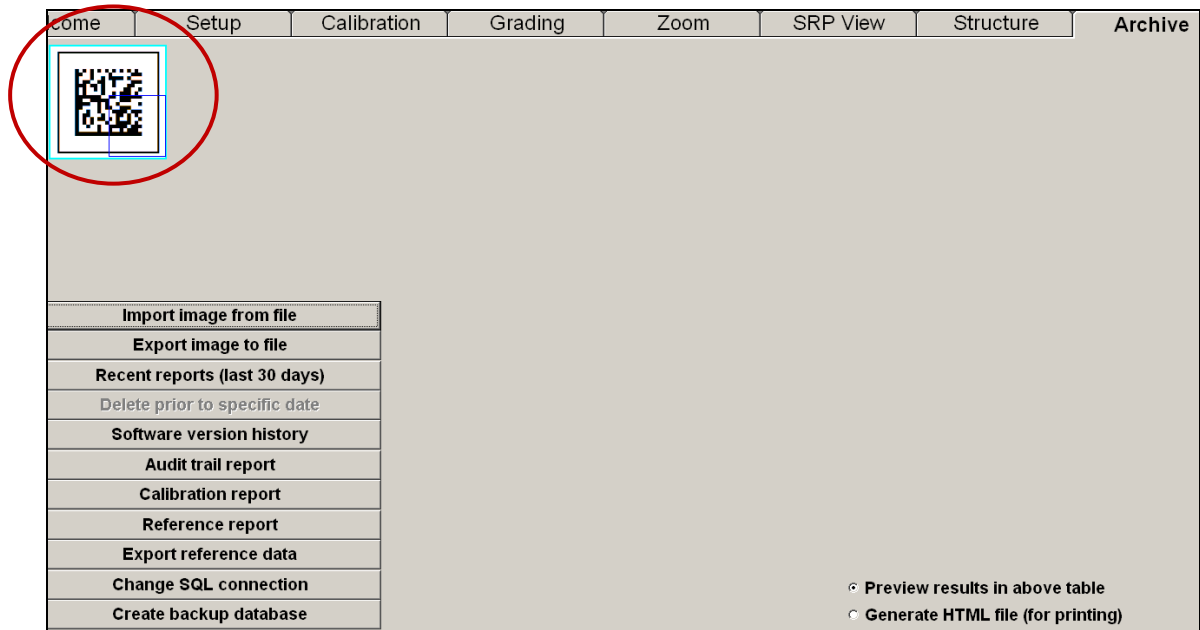 come Setup Calibration Grading Zoom SRP View Structure Archive
Import image from file
Export image to file
Recent reports (last 30 days)
Delete prior to specific date
Software version history
Audit trail report
Calibration report
Reference report
Export reference data
Change SQL connection
Create backup database
Preview results in above table
Generate HTML file (for printing)